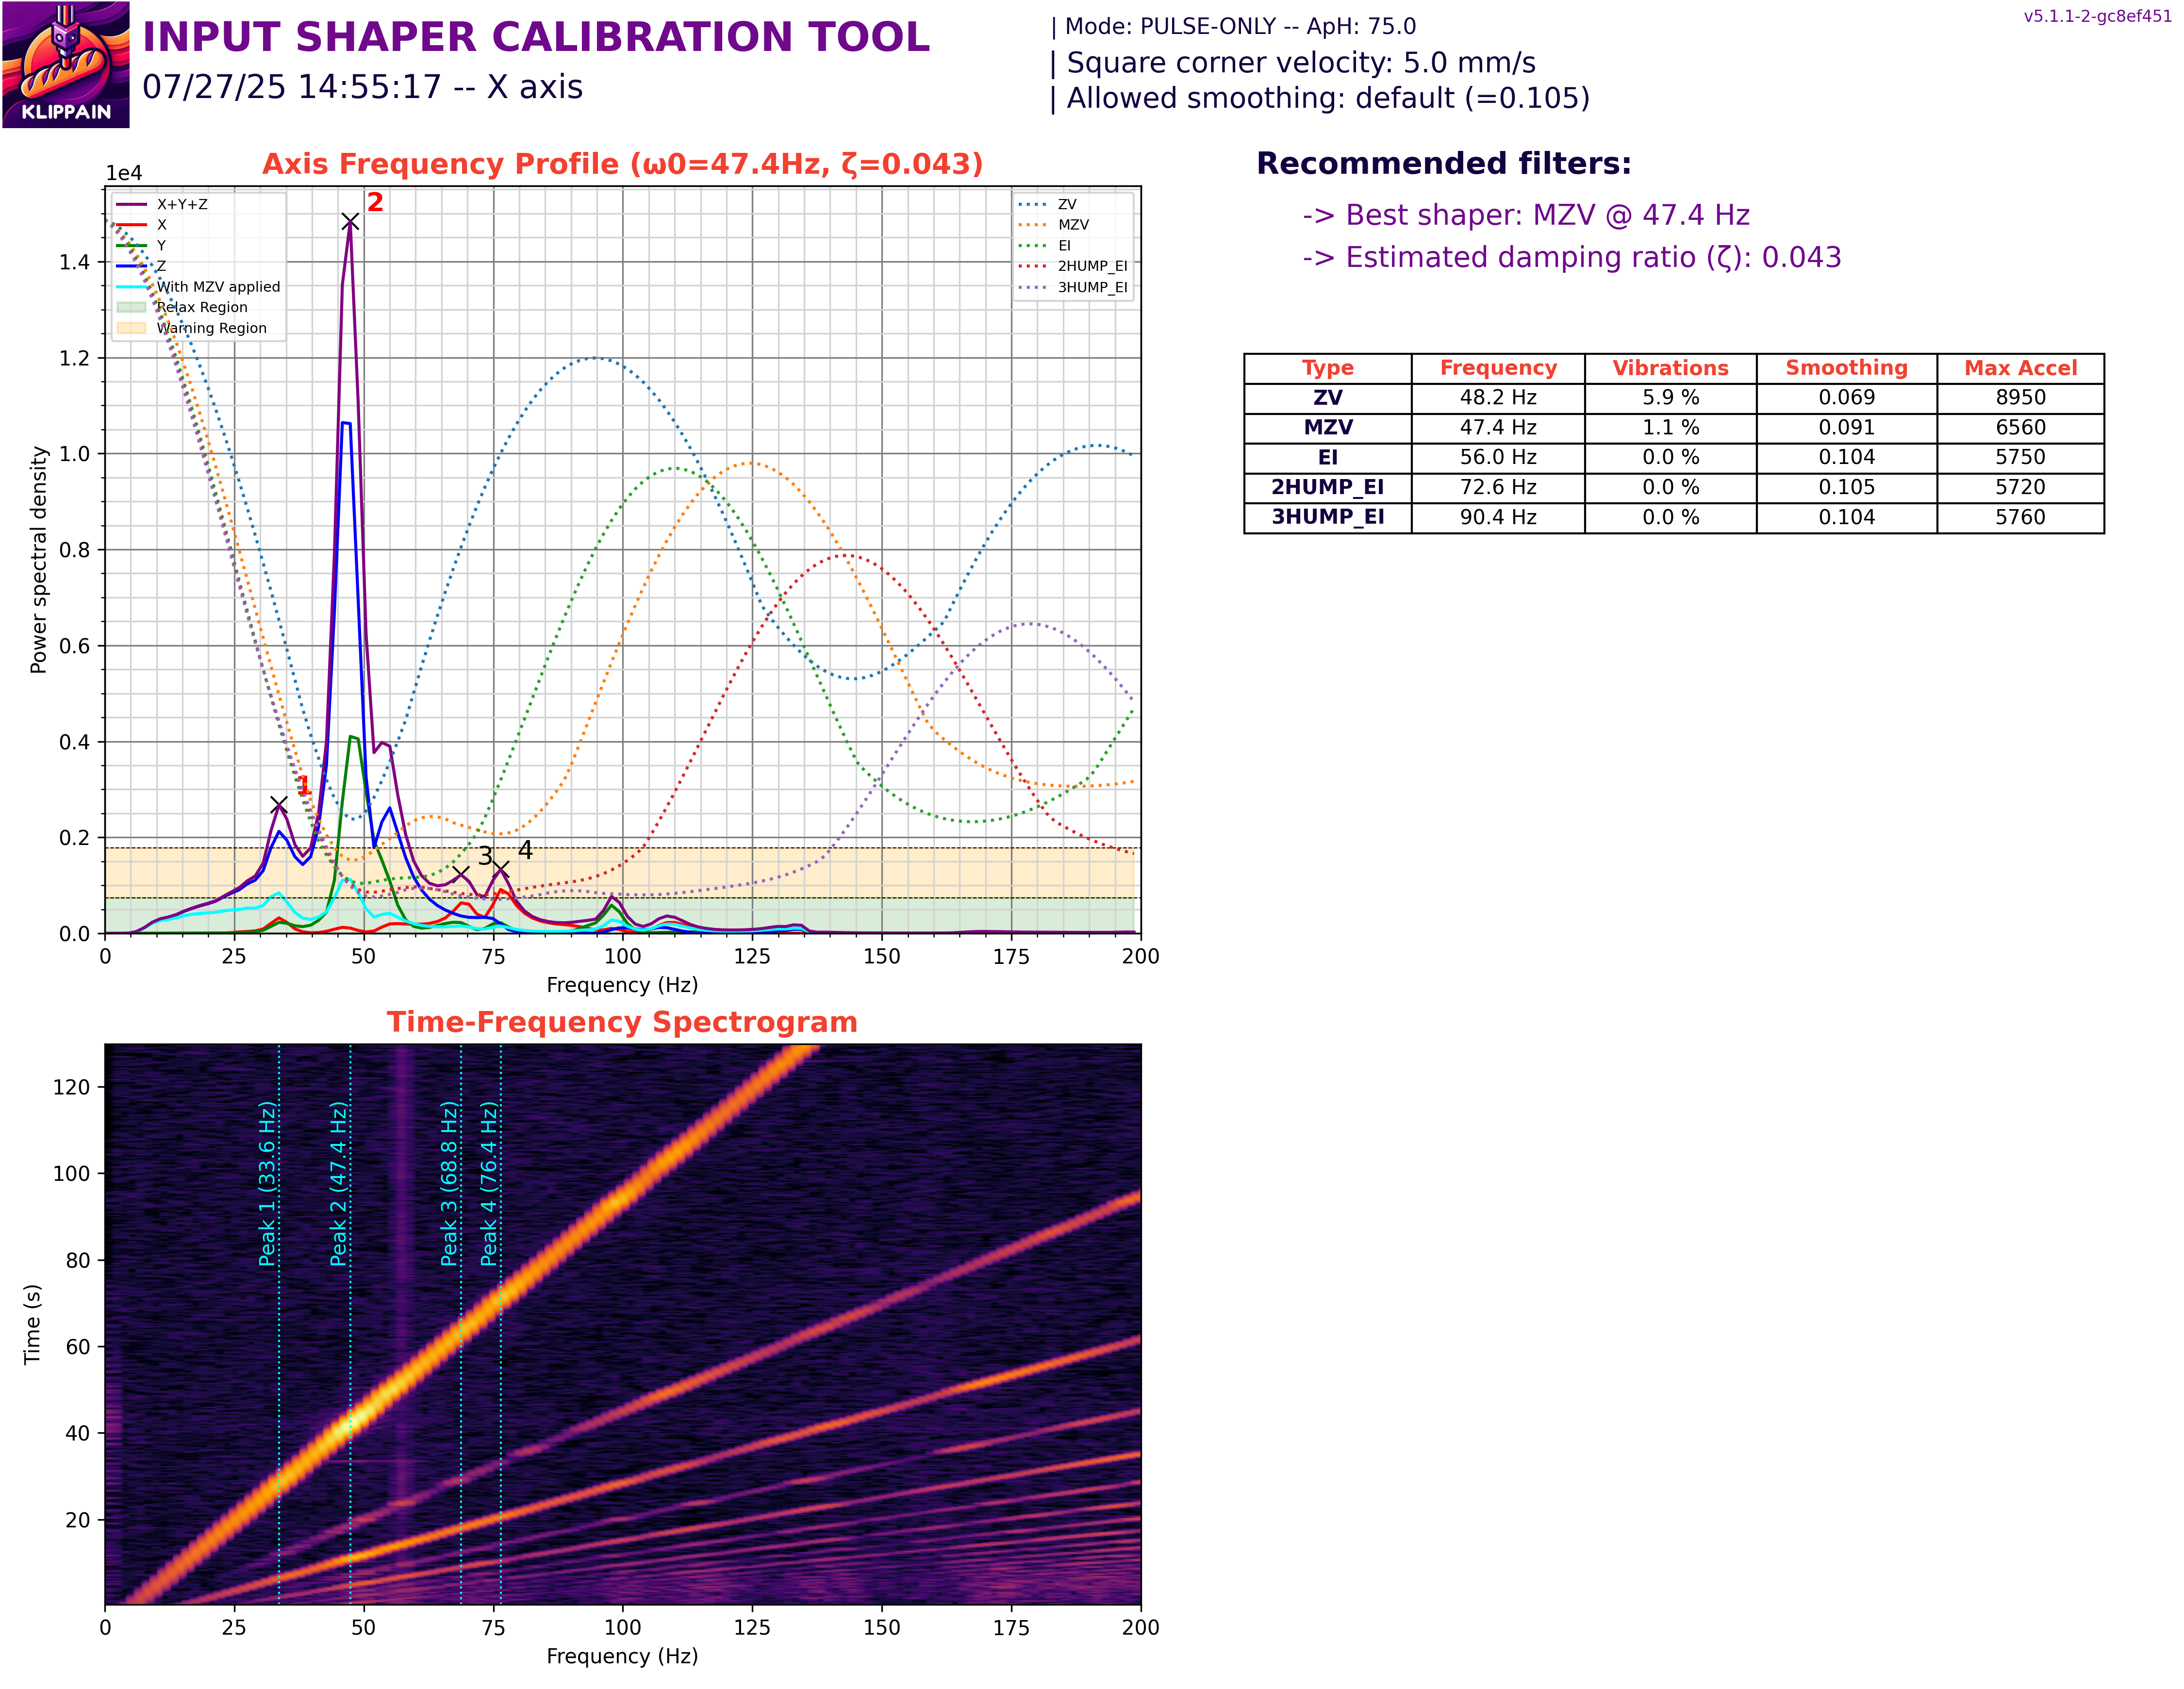 KLIPPAIN
INPUT SHAPER CALIBRATION TOOL
07/27/25 14:55:17 -- X axis
| Mode: PULSE-ONLY -- ApH: 75.0
| Square corner velocity: 5.0 mm/s
| Allowed smoothing: default (=0.105)
v5.1.1-2-gc8ef451
Axis Frequency Profile (ω0=47.4Hz, ζ=0.043)
1e4
X+Y+Z
X
Y
Z
With MZV applied
Relax Region
Warning Region
ZV
MZV
EI
2HUMP_EI
3HUMP_EI
1
2
3
4
Power spectral density
1.4
1.2
1.0
0.8
0.6
0.4
0.2
0.0
0 25 50 75 100 125 150 175 200
Frequency (Hz)
Recommended filters:
-> Best shaper: MZV @ 47.4 Hz
-> Estimated damping ratio (ζ): 0.043
Type Frequency Vibrations Smoothing Max Accel
ZV 48.2 Hz 5.9 % 0.069 8950
MZV 47.4 Hz 1.1 % 0.091 6560
EI 56.0 Hz 0.0 % 0.104 5750
2HUMP_EI 72.6 Hz 0.0 % 0.105 5720
3HUMP_EI 90.4 Hz 0.0 % 0.104 5760
Time-Frequency Spectrogram
Time (s)
120
100
80
60
40
20
Peak 1 (33.6 Hz)
Peak 2 (47.4 Hz)
Peak 3 (68.8 Hz)
Peak 4 (76.4 Hz)
0 25 50 75 100 125 150 175 200
Frequency (Hz)